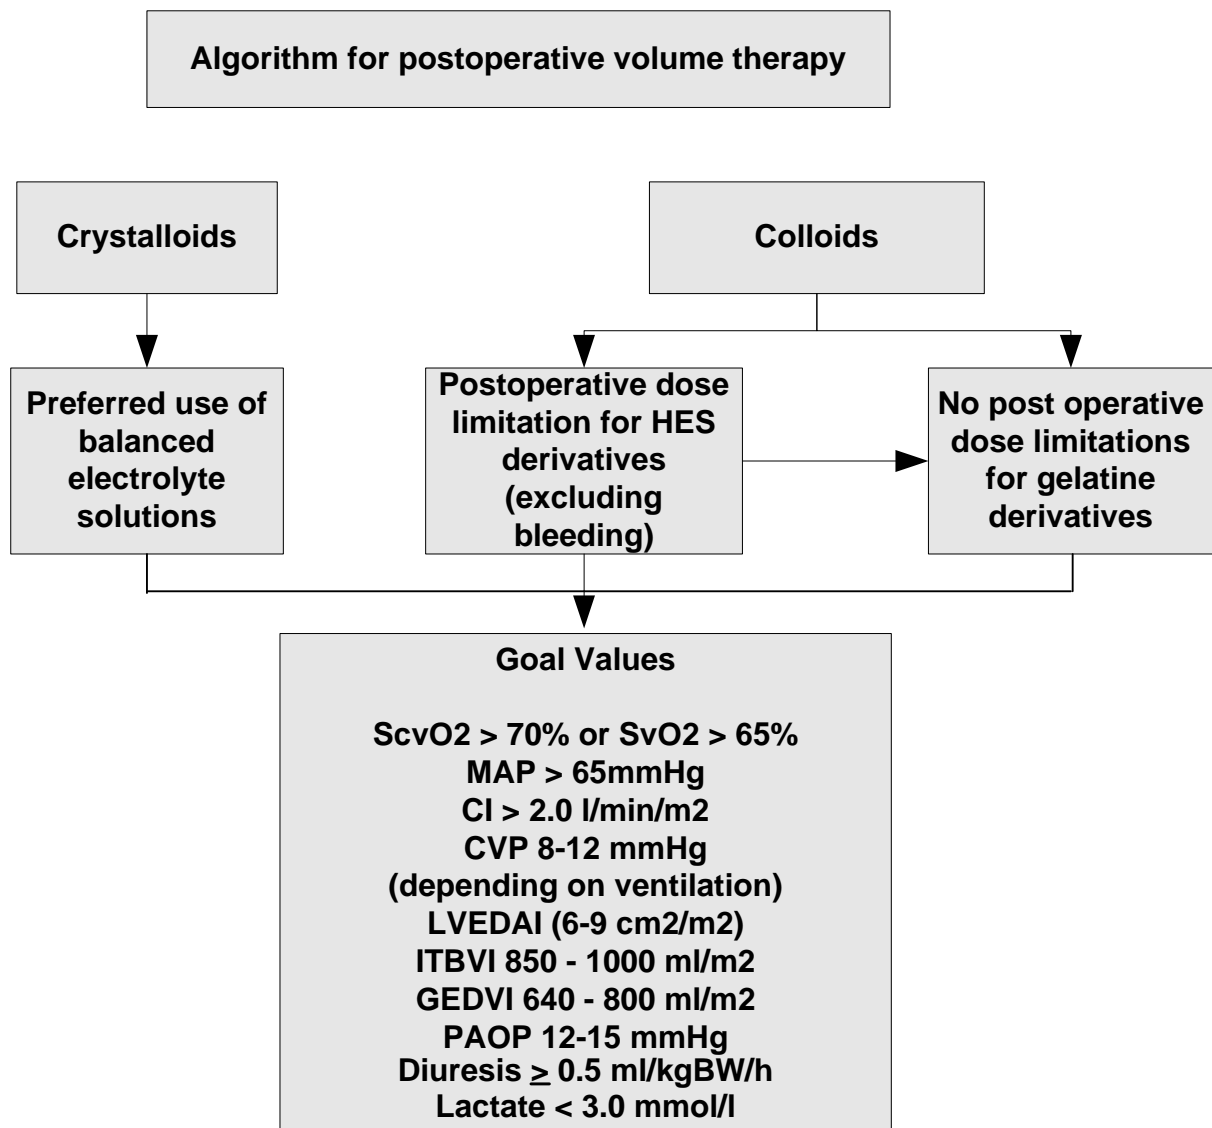 Algorithm for postoperative volume therapy
Crystalloids
Colloids
Preferred use of
balanced
electrolyte
solutions
Postoperative dose
limitation for HES
derivatives
(excluding
bleeding)
No post operative
dose limitations
for gelatine
derivatives
Goal Values
ScvO2 > 70% or SvO2 > 65%
MAP > 65mmHg
CI > 2.0 l/min/m2
CVP 8-12 mmHg
(depending on ventilation)
LVEDAI (6-9 cm2/m2)
ITBVI 850 - 1000 ml/m2
GEDVI 640 - 800 ml/m2
PAOP 12-15 mmHg
Diuresis ≥ 0.5 ml/kgBW/h
Lactate < 3.0 mmol/l